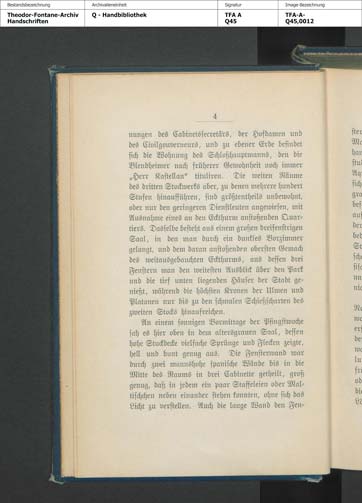 Bestandsbezeichnung
Theodor-Fontane-Archiv
Handschriften
Archivalieneinheit
Q - Handbibliothek
Signatur
TFA A
Q45
Image-Bezeichnung
TFA-A-
Q45,0012
4
nungen des Cabinetssecretärs, der Hofdamen und
des Civilgouverneurs, und zu ebener Erde befindet
sich die Wohnung des Schloßhauptmanns, den die
Blendheimer nach früherer Gewohnheit noch immer
„Herr Kastellan“ tituliren. Die weiten Räume
des dritten Stockwerks aber, zu denen mehrere hundert
Stufen hinaufführen, sind größtentheils unbewohnt,
oder nur den geringeren Dienstleuten angewiesen, mit
Ausnahme eines an den Eckthurm anstoßenden Quar-
tiers. Dasselbe besteht aus einem großen dreifenstrigen
Saal, in den man durch ein dunkles Vorzimmer
gelangt, und dem daran anstoßenden obersten Gemach
des weitausgebauchten Eckthurms, aus dessen drei
Fenstern man den weitesten Ausblick über den Park
und die tief unten liegenden Häuser der Stadt ge-
nießt, während die höchsten Kronen der Ulmen und
Platanen nur bis zu den schmalen Schießscharten des
zweiten Stocks hinaufreichen.
An einem sonnigen Vormittage der Pfingstwoche
sah es hier oben in dem altersgrauen Saal, dessen
hohe Stuckdecke vielfache Sprünge und Flecken zeigte,
hell und bunt genug aus. Die Fensterwand war
durch zwei mannshohe spanische Wände bis in die
Mitte des Raums in drei Cabinette getheilt, groß
genug, daß in jedem ein paar Staffeleien oder Mal-
tischchen neben einander stehen konnten, ohne sich das
Licht zu verstellen. Auch die lange Wand den Fen-